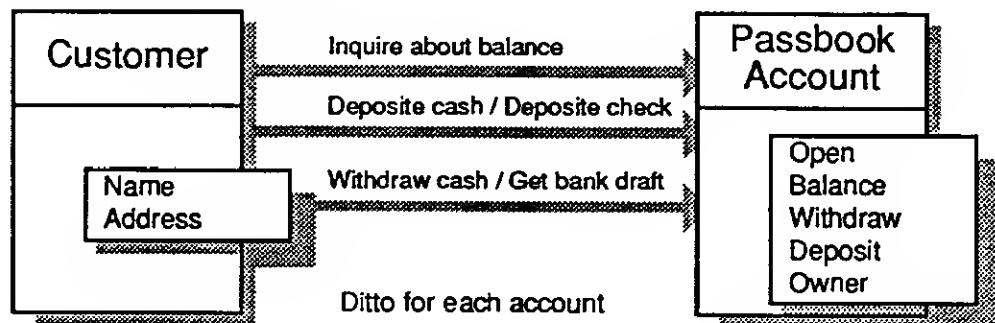 Customer
Name
Address
Inquire about balance
Deposite cash / Deposite check
Withdraw cash / Get bank draft
Ditto for each account
Passbook
Account
Open
Balance
Withdraw
Deposit
Owner